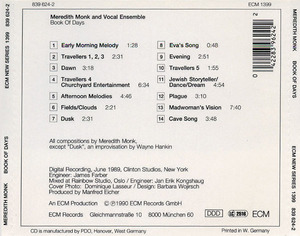 839 624-2
ECM 1399
Meredith Monk and Vocal Ensemble
Book Of Days
1 Early Morning Melody 1:28
2 Travellers 1, 2, 3 2:31
3 Dawn 3:18
4 Travellers 4
Churchyard Entertainment 6:34
5 Afternoon Melodies 4:46
6 Fields/Clouds 2:21
7 Dusk 2:31
8 Eva's Song 0:48
9 Evening 2:51
10 Travellers 5 1:55
11 Jewish Storyteller/
Dance/Dream 4:54
12 Plague 3:10
13 Madwoman's Vision 7:40
14 Cave Song 3:49
All compositions by Meredith Monk,
except "Dusk", an improvisation by Wayne Hankin
Digital Recording, June 1989, Clinton Studios, New York
Engineer: James Farber
Mixed at Rainbow Studio, Oslo / Engineer: Jan Erik Kongshaug
Cover Photo: Dominique Lasseur / Design: Barbara Wojirsch
Produced by Manfred Eicher
An ECM Production © ℗ 1990 ECM Records GmbH
ECM Records Gleichmannstraße 10 8000 München 60
DDD
LC 2516
ECM
CD is manufactured by PDO, Hanover, West Germany
Printed in W. Germany
MEREDITH MONK BOOK OF DAYS ECM NEW SERIES 1399 839 624-2
MEREDITH MONK BOOK OF DAYS ECM NEW SERIES 1399 839 624-2